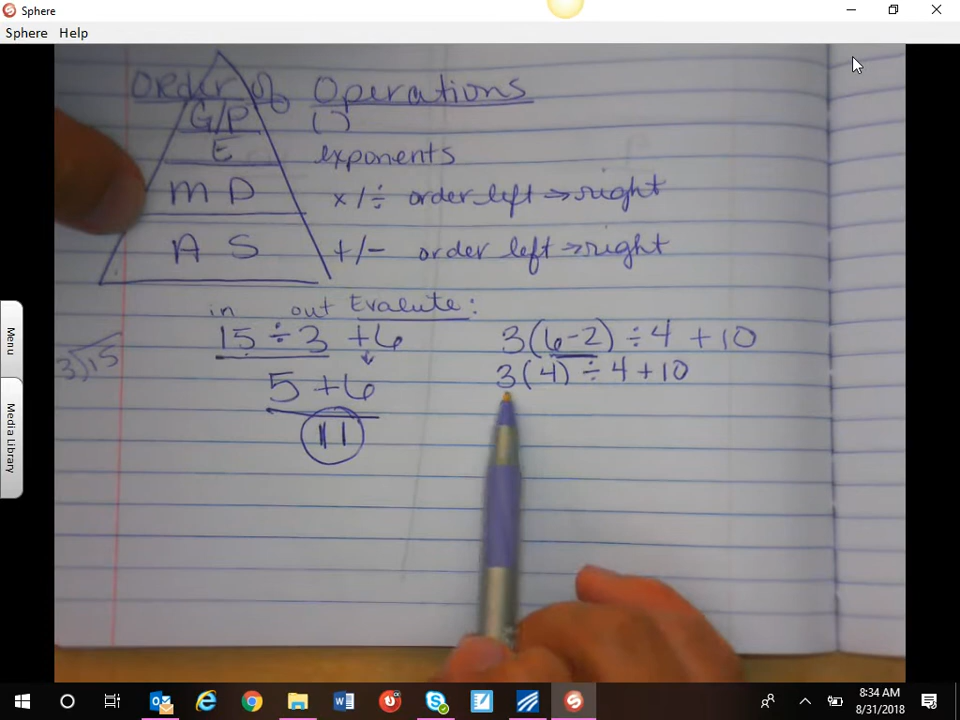 Sphere
Sphere Help
Order of Operations
G/P ( )
E exponents
M D x/÷ order left → right
A S +/- order left → right
in out Evalute:
15 ÷ 3 + 6
3)15
5 + 6
11
3(6-2) ÷ 4 + 10
3(4) ÷ 4 + 10
Menu
Media Library
8:34 AM
8/31/2018